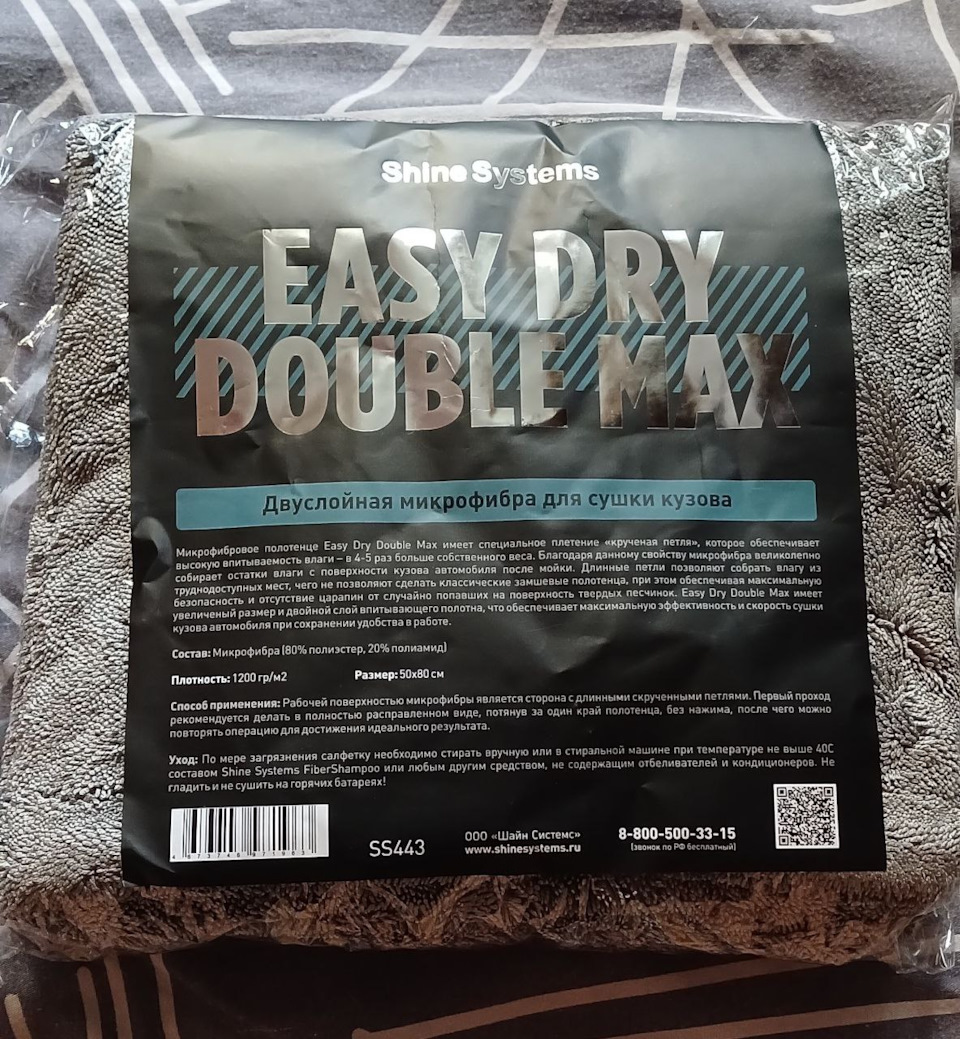 Shine Systems
EASY DRY
DOUBLE MAX
Двуслойная микрофибра для сушки кузова
Микрофибровое полотенце Easy Dry Double Max имеет специальное плетение «крученая петля», которое обеспечивает
высокую впитываемость влаги – в 4-5 раз больше собственного веса. Благодаря данному свойству микрофибра великолепно
собирает остатки влаги с поверхности кузова автомобиля после мойки. Длинные петли позволяют собрать влагу из
труднодоступных мест, чего не позволяют сделать классические замшевые полотенца, при этом обеспечивая максимальную
безопасность и отсутствие царапин от случайно попавших на поверхность твердых песчинок. Easy Dry Double Max имеет
увеличеный размер и двойной слой впитывающего полотна, что обеспечивает максимальную эффективность и скорость сушки
кузова автомобиля при сохранении удобства в работе.
Состав: Микрофибра (80% полиэстер, 20% полиамид)
Плотность: 1200 гр/м2 Размер: 50х80 см
Способ применения: Рабочей поверхностью микрофибры является сторона с длинными скрученными петлями. Первый проход
рекомендуется делать в полностью расправленном виде, потянув за один край полотенца, без нажима, после чего можно
повторять операцию для достижения идеального результата.
Уход: По мере загрязнения салфетку необходимо стирать вручную или в стиральной машине при температуре не выше 40С
составом Shine Systems FiberShampoo или любым другим средством, не содержащим отбеливателей и кондиционеров. Не
гладить и не сушить на горячих батареях!
4 673746 971963
SS443
ООО «Шайн Системс»
www.shinesystems.ru
8-800-500-33-15
(звонок по РФ бесплатный)